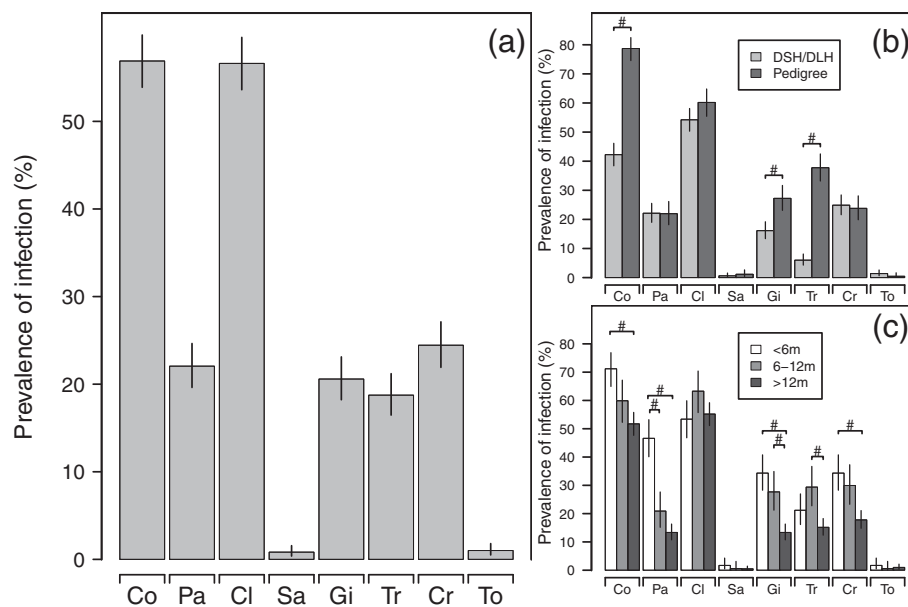 (a)
Prevalence of infection (%)
50
40
30
20
10
0
Co Pa Cl Sa Gi Tr Cr To
(b)
Prevalence of infection (%)
80
70
60
50
40
30
20
10
0
DSH/DLH
Pedigree
# # #
Co Pa Cl Sa Gi Tr Cr To
(c)
Prevalence of infection (%)
80
70
60
50
40
30
20
10
0
<6m
6–12m
>12m
# # # # # # #
Co Pa Cl Sa Gi Tr Cr To